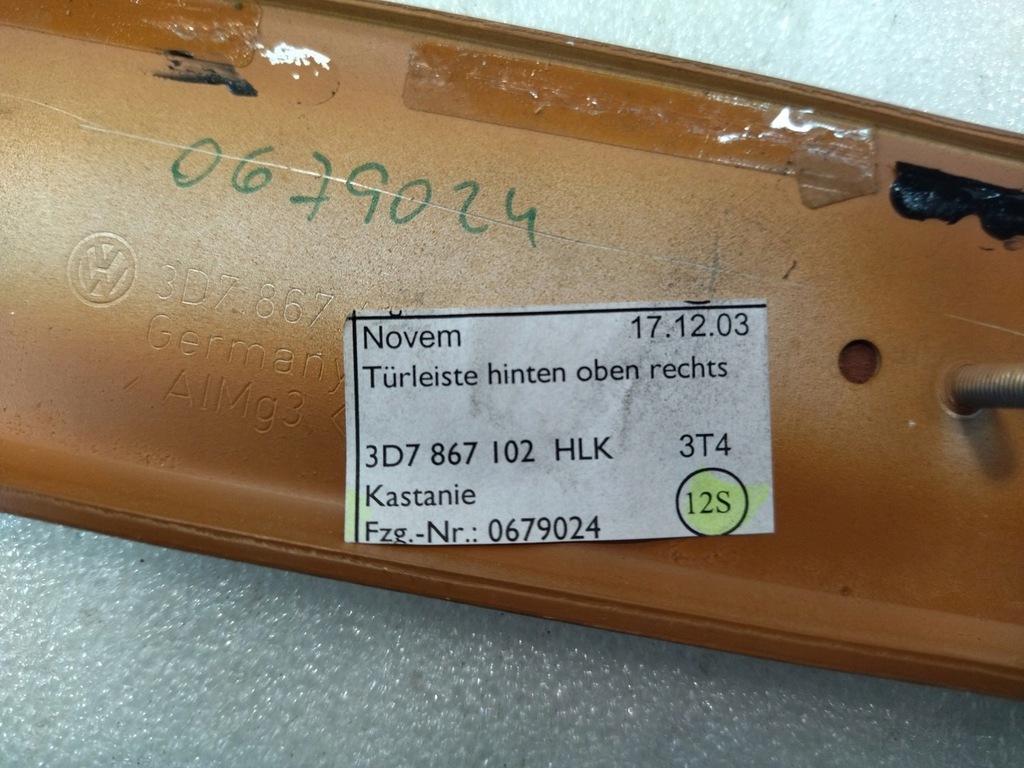 0679024
VW
3D7.867
Germany
AlMg3
Novem 17.12.03
Türleiste hinten oben rechts
3D7 867 102 HLK 3T4
Kastanie 12S
Fzg.-Nr.: 0679024